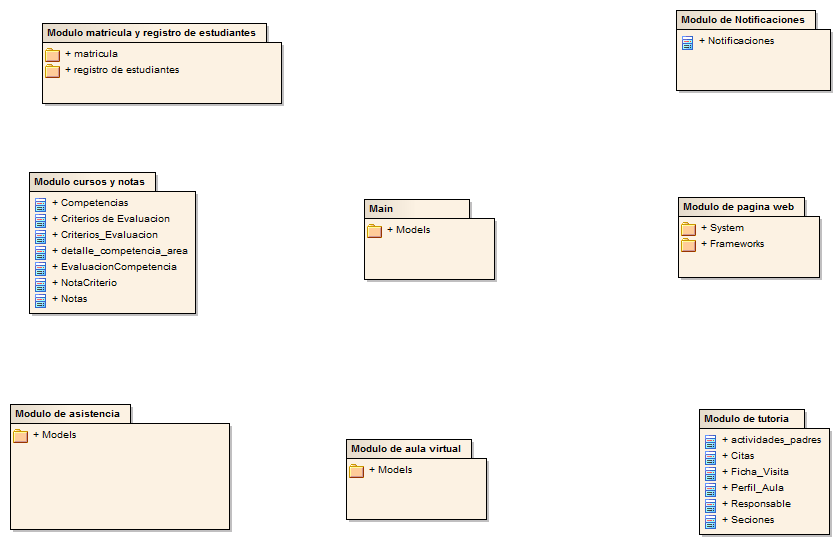 Modulo matricula y registro de estudiantes
+ matricula
+ registro de estudiantes
Modulo de Notificaciones
+ Notificaciones
Modulo cursos y notas
+ Competencias
+ Criterios de Evaluacion
+ Criterios_Evaluacion
+ detalle_competencia_area
+ EvaluacionCompetencia
+ NotaCriterio
+ Notas
Main
+ Models
Modulo de pagina web
+ System
+ Frameworks
Modulo de asistencia
+ Models
Modulo de aula virtual
+ Models
Modulo de tutoria
+ actividades_padres
+ Citas
+ Ficha_Visita
+ Perfil_Aula
+ Responsable
+ Seciones